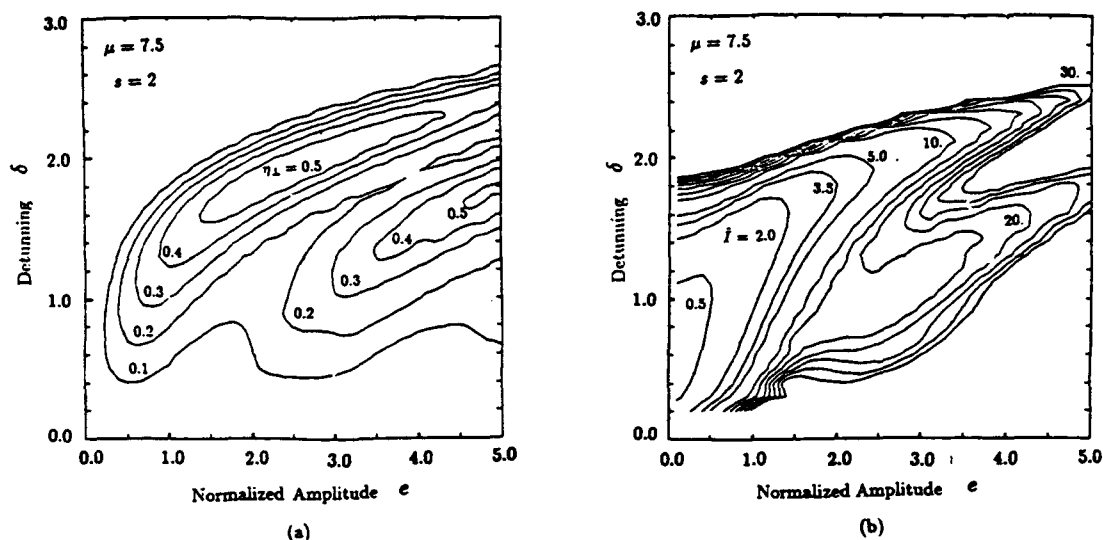 3.0
μ = 7.5
s = 2
2.0
δ
Detunning
1.0
0.0
η⊥ = 0.5
0.4
0.3
0.2
0.1
0.5
0.4
0.3
0.2
0.0 1.0 2.0 3.0 4.0 5.0
Normalized Amplitude e
(a)
3.0
μ = 7.5
s = 2
2.0
δ
Detunning
1.0
0.0
30.
10.
5.0
3.5
Î = 2.0
20.
0.5
0.0 1.0 2.0 3.0 4.0 5.0
Normalized Amplitude e
(b)